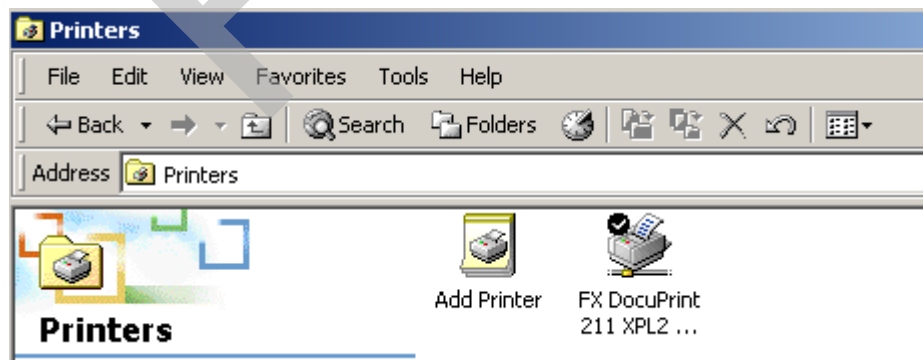 Printers
File Edit View Favorites Tools Help
Back Search Folders
Address Printers
Add Printer
FX DocuPrint
211 XPL2 ...
Printers